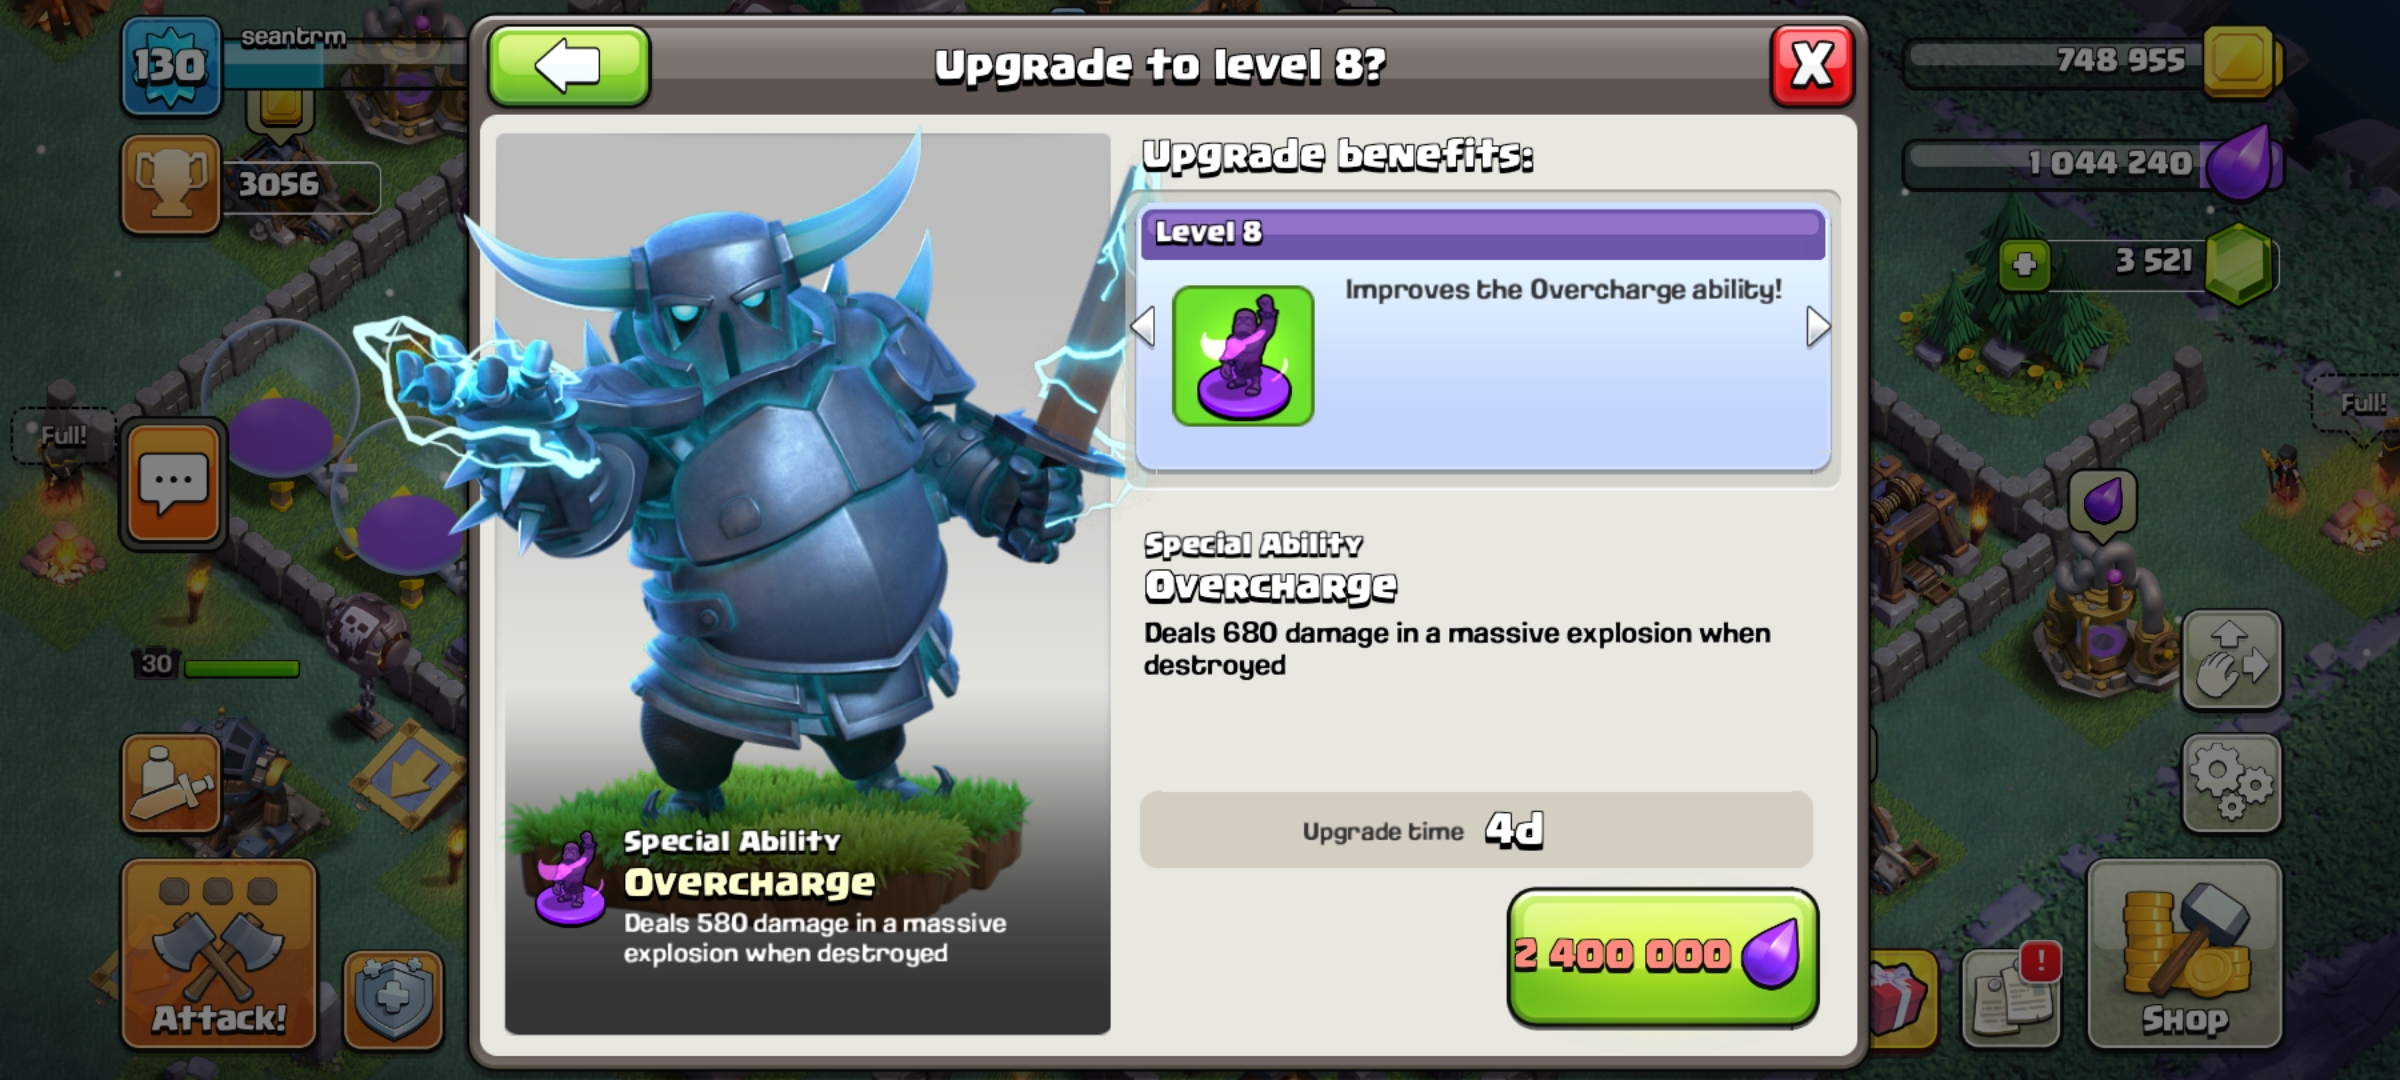 130
seantrm
3056
Full!
30
Attack!
Upgrade to level 8?
X
Special Ability
Overcharge
Deals 580 damage in a massive
explosion when destroyed
Upgrade benefits:
Level 8
Improves the Overcharge ability!
Special Ability
Overcharge
Deals 680 damage in a massive explosion when
destroyed
Upgrade time 4d
2 400 000
748 955
1 044 240
3 521
Full!
!
Shop